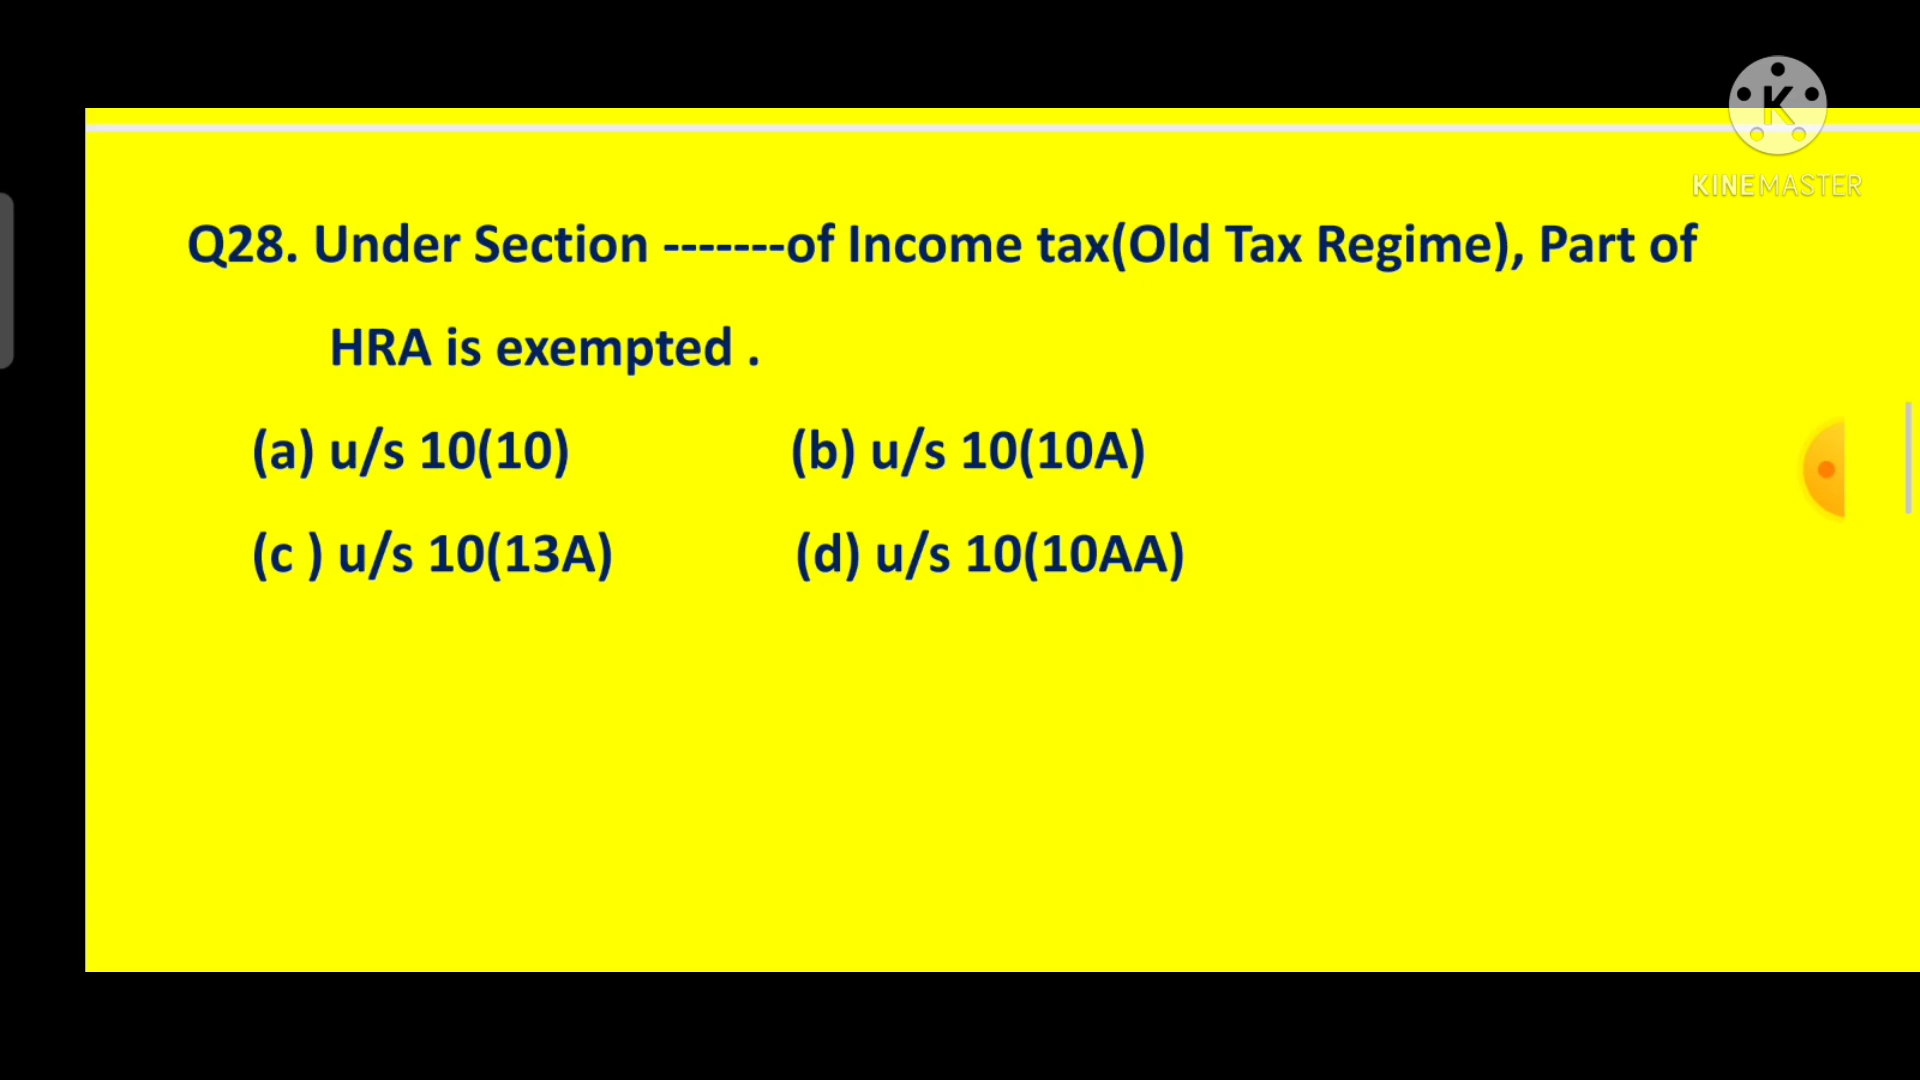 K
KINEMASTER
Q28. Under Section -------of Income tax(Old Tax Regime), Part of
HRA is exempted .
(a) u/s 10(10) (b) u/s 10(10A)
(c ) u/s 10(13A) (d) u/s 10(10AA)